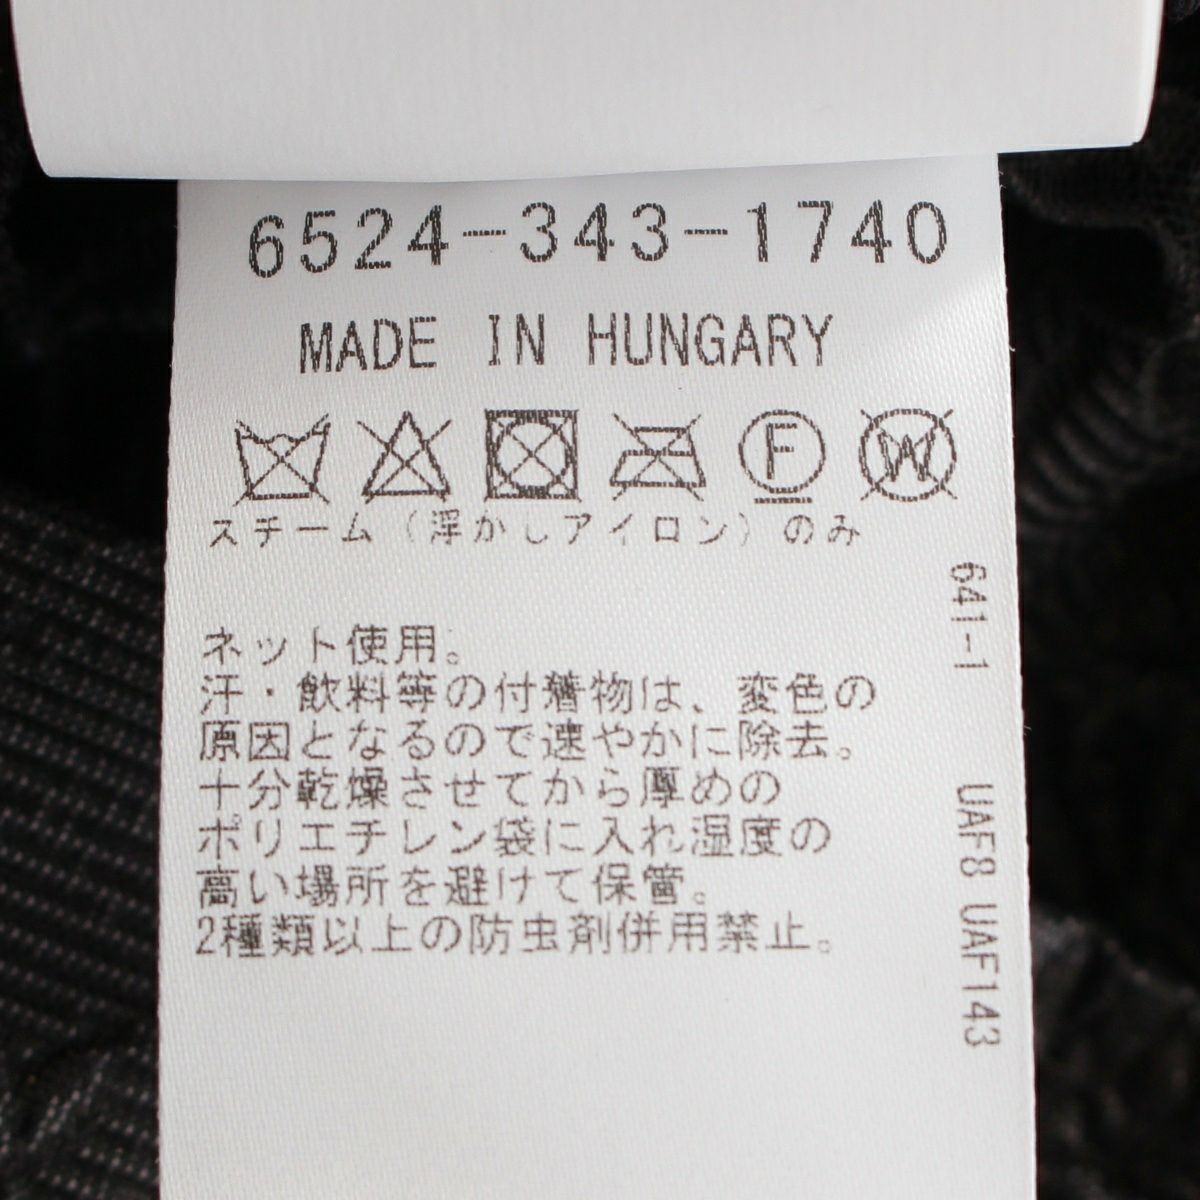 6524-343-1740
MADE IN HUNGARY
F W
スチーム(浮かしアイロン)のみ
ネット使用。
汗・飲料等の付着物は、変色の
原因となるので速やかに除去。
十分乾燥させてから厚めの
ポリエチレン袋に入れ湿度の
高い場所を避けて保管。
2種類以上の防虫剤併用禁止。
641-1 UAF8 UAF143